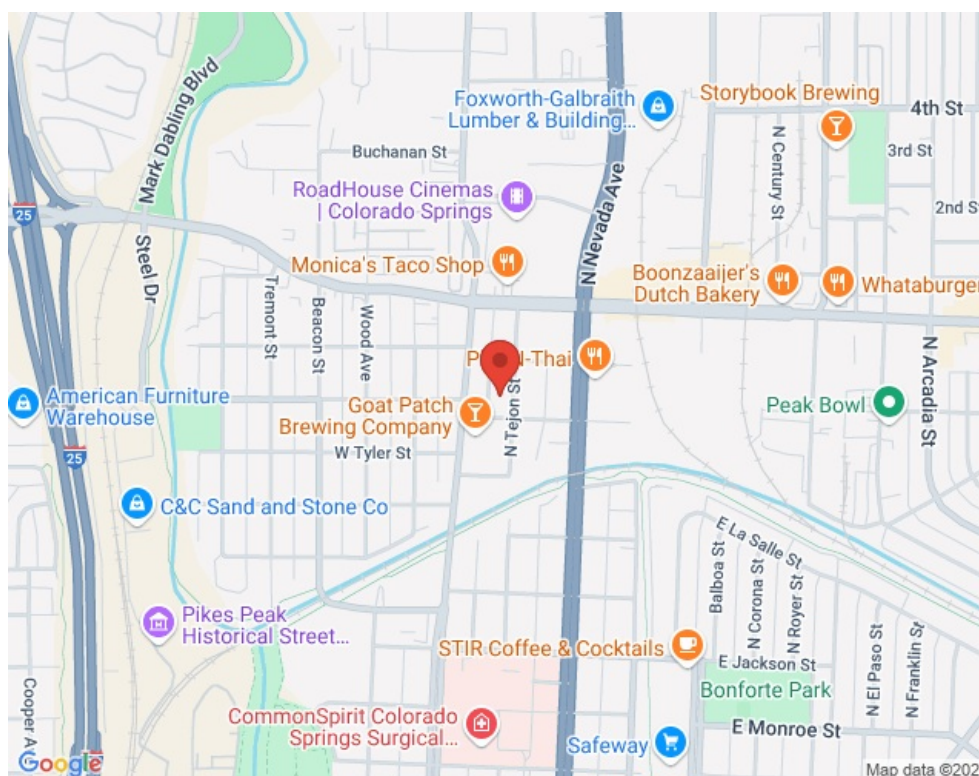 Mark Dabling Blvd
Foxworth-Galbraith
Lumber & Building...
Storybook Brewing
4th St
Buchanan St
N Century St
3rd St
RoadHouse Cinemas
| Colorado Springs
N Nevada Ave
2nd St
25
Steel Dr
Monica's Taco Shop
Boonzaaijer's
Dutch Bakery
Whataburger
Tremont St
Beacon St
Wood Ave
N-Thai
N Arcadia St
American Furniture
Warehouse
Goat Patch
Brewing Company
N Tejon St
Peak Bowl
W Tyler St
25
C&C Sand and Stone Co
E La Salle St
Balboa St
N Corona St
N Royer St
Pikes Peak
Historical Street...
STIR Coffee & Cocktails
E Jackson St
Bonforte Park
N El Paso St
N Franklin St
Cooper A
CommonSpirit Colorado
Springs Surgical...
E Monroe St
Safeway
Google
Map data ©202